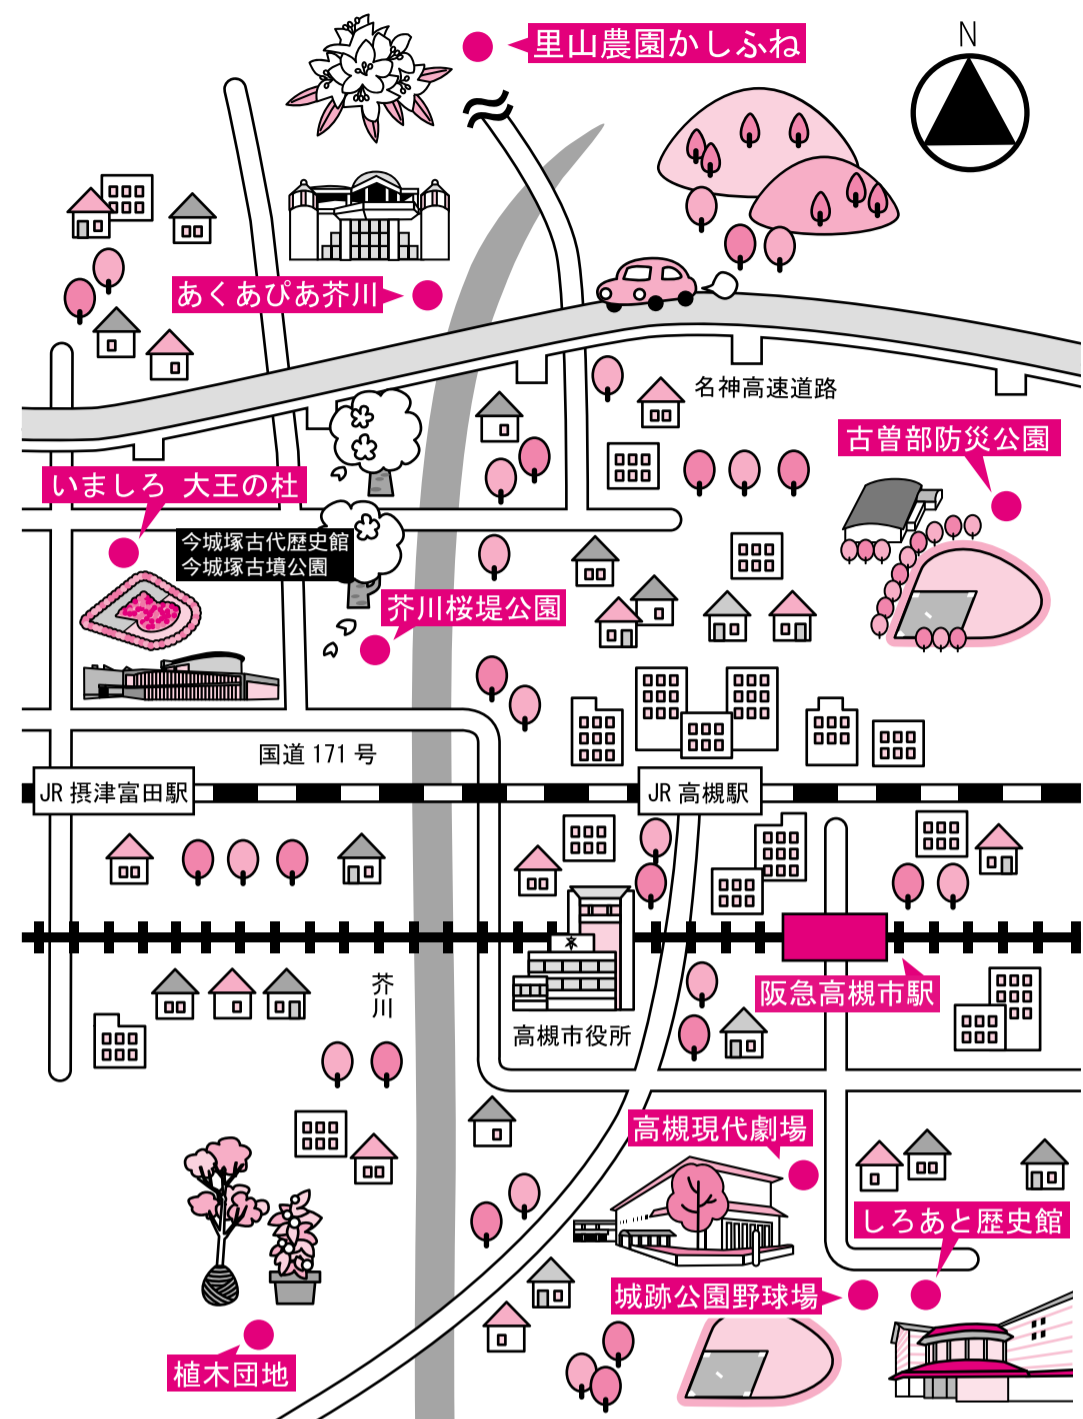 里山農園かしふね
N
あくあぴあ芥川
名神高速道路
古曽部防災公園
いましろ 大王の杜
今城塚古代歴史館
今城塚古墳公園
芥川桜堤公園
国道 171 号
JR 摂津富田駅
JR 高槻駅
芥川
阪急高槻市駅
高槻市役所
高槻現代劇場
しろあと歴史館
城跡公園野球場
植木団地